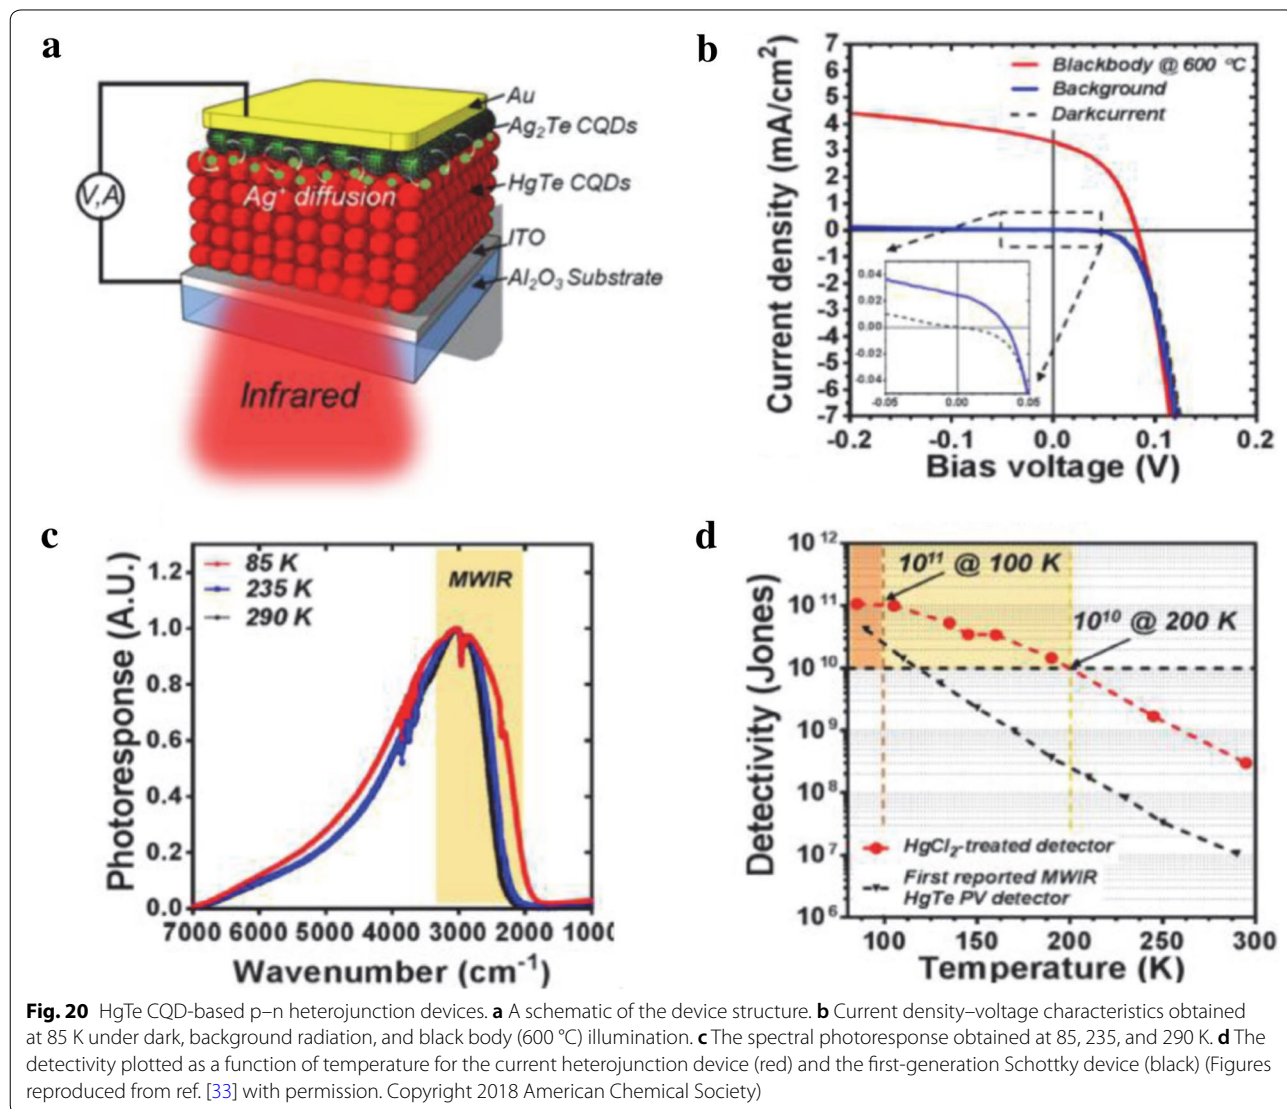 a
Au
Ag2Te CQDs
V,A
HgTe CQDs
Ag+ diffusion
ITO
Al2O3 Substrate
Infrared
b
Current density (mA/cm2)
7
6
5
4
3
2
1
0
-1
-2
-3
-4
-5
-6
-7
Blackbody @ 600 °C
Background
Darkcurrent
0.04
0.02
0.00
-0.02
-0.04
-0.05 0.00 0.05
-0.2 -0.1 0.0 0.1 0.2
Bias voltage (V)
c
Photoresponse (A.U.)
1.2
1.0
0.8
0.6
0.4
0.2
0.0
85 K
235 K
290 K
MWIR
7000 6000 5000 4000 3000 2000 1000
Wavenumber (cm-1)
d
Detectivity (Jones)
10^12
10^11
10^10
10^9
10^8
10^7
10^6
10^11 @ 100 K
10^10 @ 200 K
HgCl2-treated detector
First reported MWIR
HgTe PV detector
100 150 200 250 300
Temperature (K)
Fig. 20 HgTe CQD-based p–n heterojunction devices. a A schematic of the device structure. b Current density–voltage characteristics obtained
at 85 K under dark, background radiation, and black body (600 °C) illumination. c The spectral photoresponse obtained at 85, 235, and 290 K. d The
detectivity plotted as a function of temperature for the current heterojunction device (red) and the first-generation Schottky device (black) (Figures
reproduced from ref. [33] with permission. Copyright 2018 American Chemical Society)